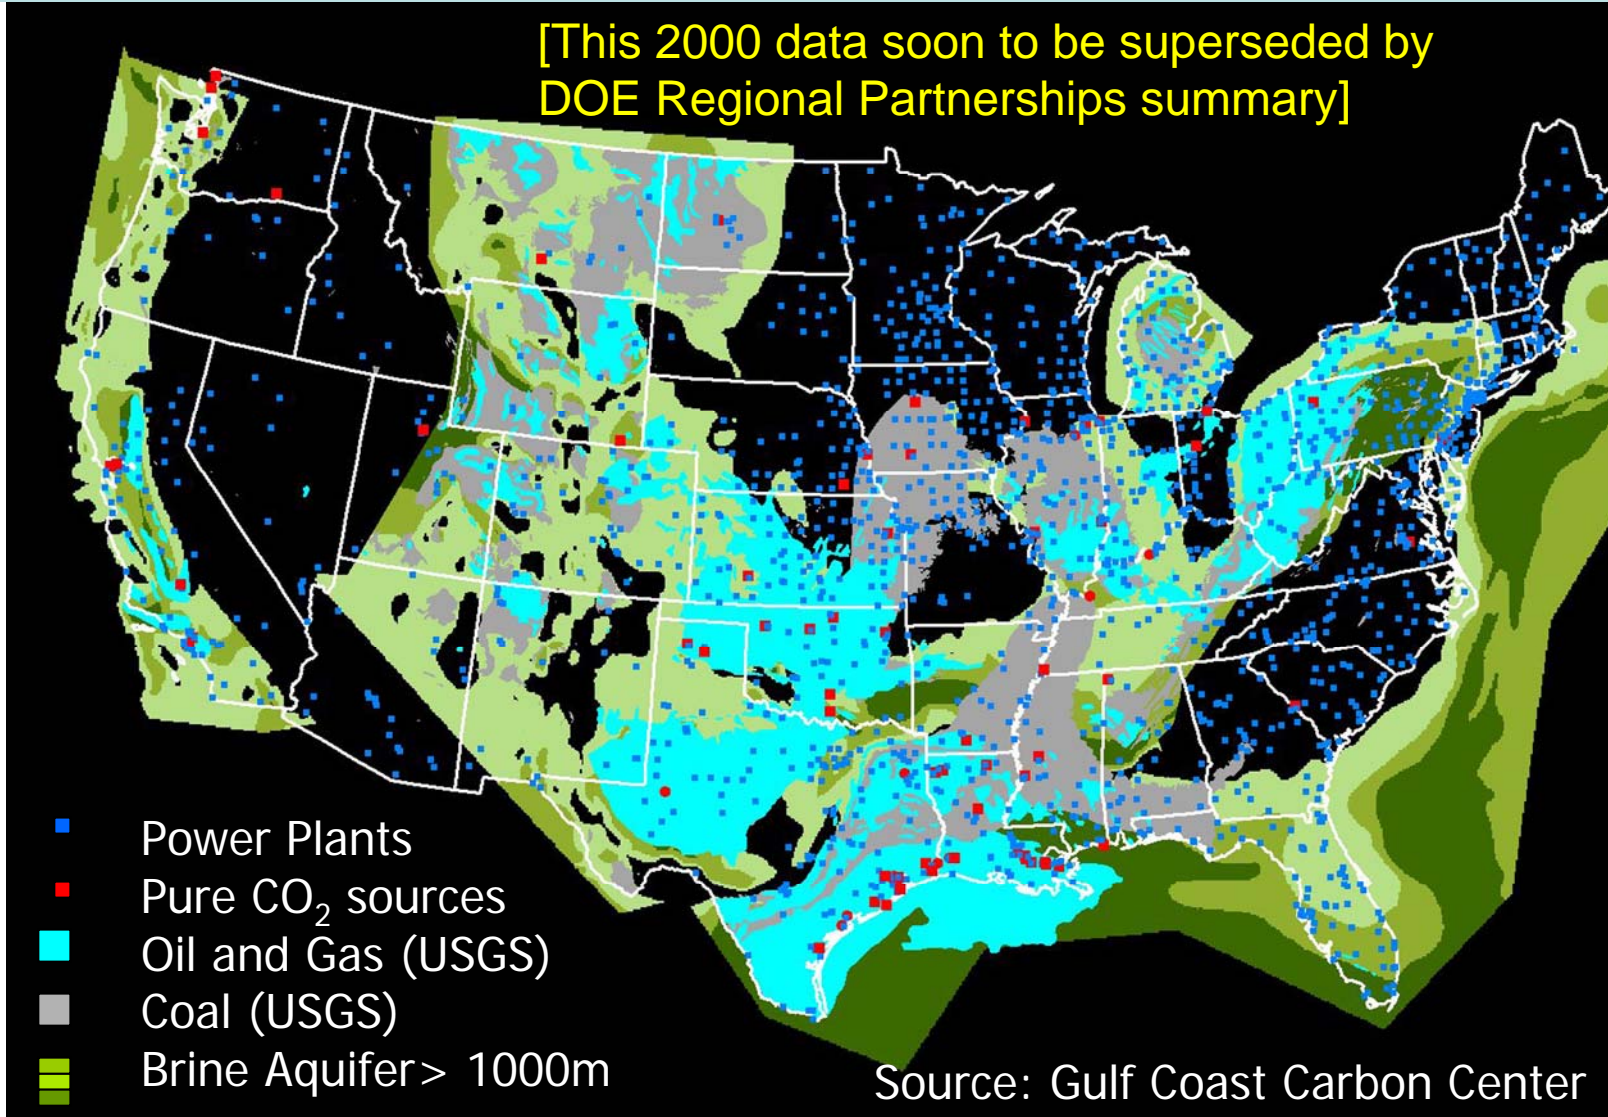 [This 2000 data soon to be superseded by
DOE Regional Partnerships summary]
Power Plants
Pure CO₂ sources
Oil and Gas (USGS)
Coal (USGS)
Brine Aquifer> 1000m
Source: Gulf Coast Carbon Center